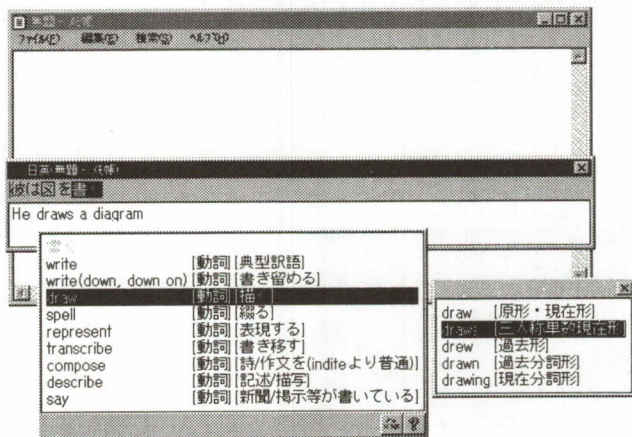 無題 - メモ帳
ファイル(F) 編集(E) 検索(S) ヘルプ(H)
日英(無題 - メモ帳)
彼は図を書く
He draws a diagram
書く
write [動詞][典型訳語]
write(down, down on) [動詞][書き留める]
draw [動詞][描く]
spell [動詞][綴る]
represent [動詞][表現する]
transcribe [動詞][書き移す]
compose [動詞][詩/作文を(inditeより普通)]
describe [動詞][記述/描写]
say [動詞][新聞/掲示等が書いている]
?
draw [原形・現在形]
draws [三人称単数現在形]
drew [過去形]
drawn [過去分詞形]
drawing [現在分詞形]